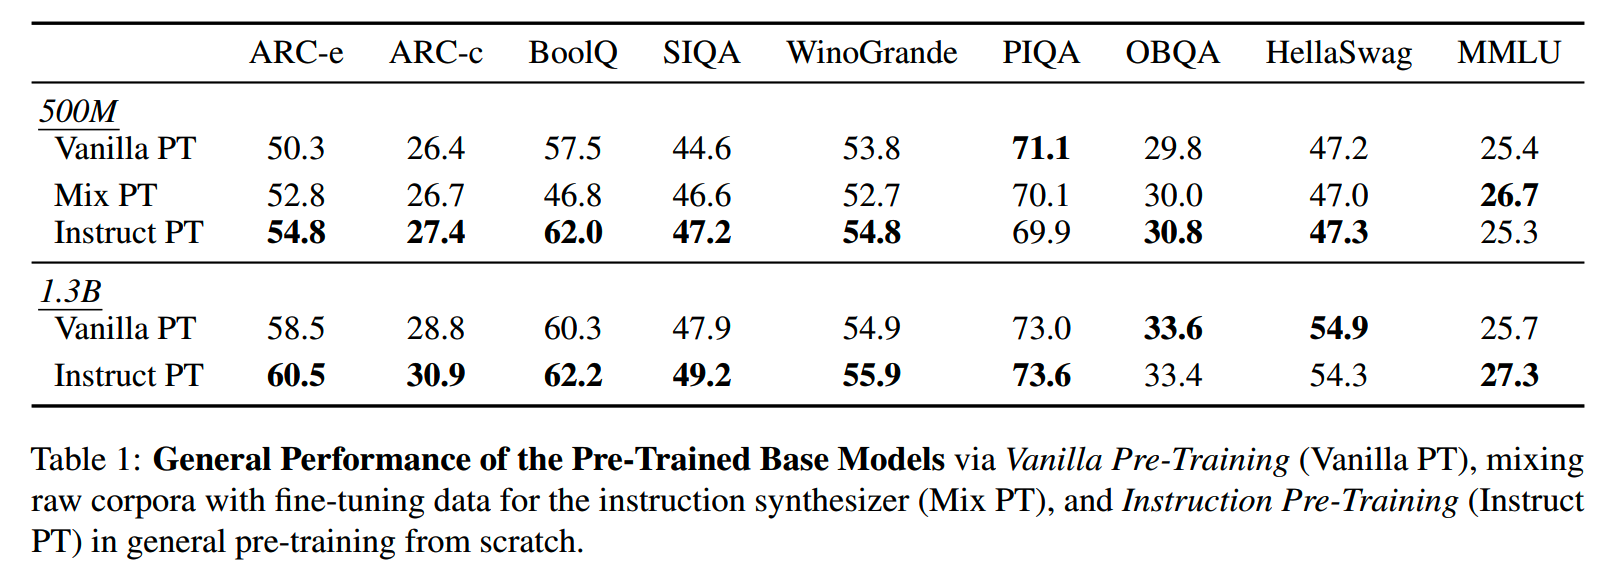 ARC-e ARC-c BoolQ SIQA WinoGrande PIQA OBQA HellaSwag MMLU
500M
Vanilla PT 50.3 26.4 57.5 44.6 53.8 71.1 29.8 47.2 25.4
Mix PT 52.8 26.7 46.8 46.6 52.7 70.1 30.0 47.0 26.7
Instruct PT 54.8 27.4 62.0 47.2 54.8 69.9 30.8 47.3 25.3
1.3B
Vanilla PT 58.5 28.8 60.3 47.9 54.9 73.0 33.6 54.9 25.7
Instruct PT 60.5 30.9 62.2 49.2 55.9 73.6 33.4 54.3 27.3
Table 1: General Performance of the Pre-Trained Base Models via Vanilla Pre-Training (Vanilla PT), mixing
raw corpora with fine-tuning data for the instruction synthesizer (Mix PT), and Instruction Pre-Training (Instruct
PT) in general pre-training from scratch.